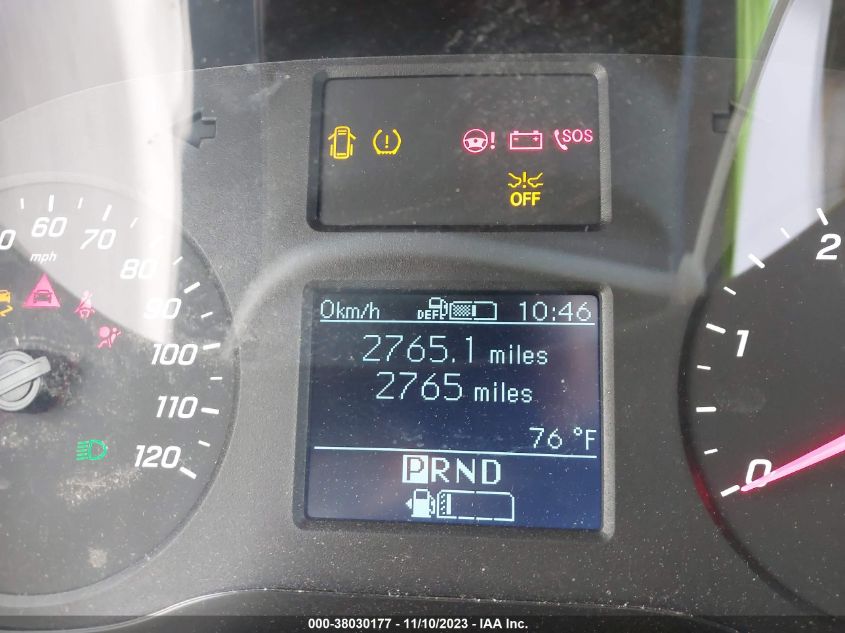 SOS
OFF
60
70
mph
80
90
100
110
120
0km/h DEF 10:46
2765.1 miles
2765 miles
76 °F
PRND
2
1
0
000-38030177 — 11/10/2023 — IAA Inc.